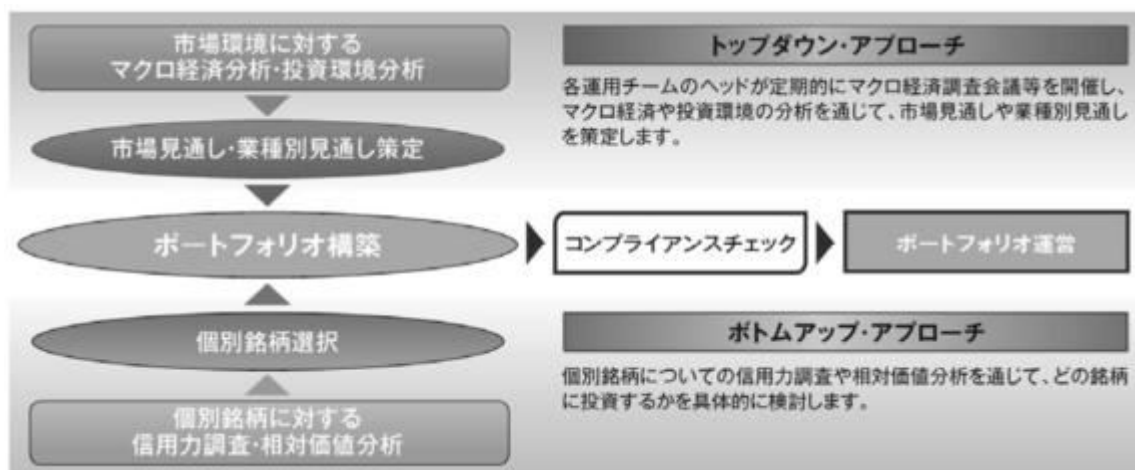 市場環境に対する
マクロ経済分析・投資環境分析
トップダウン・アプローチ
各運用チームのヘッドが定期的にマクロ経済調査会議等を開催し、
マクロ経済や投資環境の分析を通じて、市場見通しや業種別見通し
を策定します。
市場見通し・業種別見通し策定
ポートフォリオ構築
コンプライアンスチェック
ポートフォリオ運営
個別銘柄選択
ボトムアップ・アプローチ
個別銘柄についての信用力調査や相対価値分析を通じて、どの銘柄
に投資するかを具体的に検討します。
個別銘柄に対する
信用力調査・相対価値分析